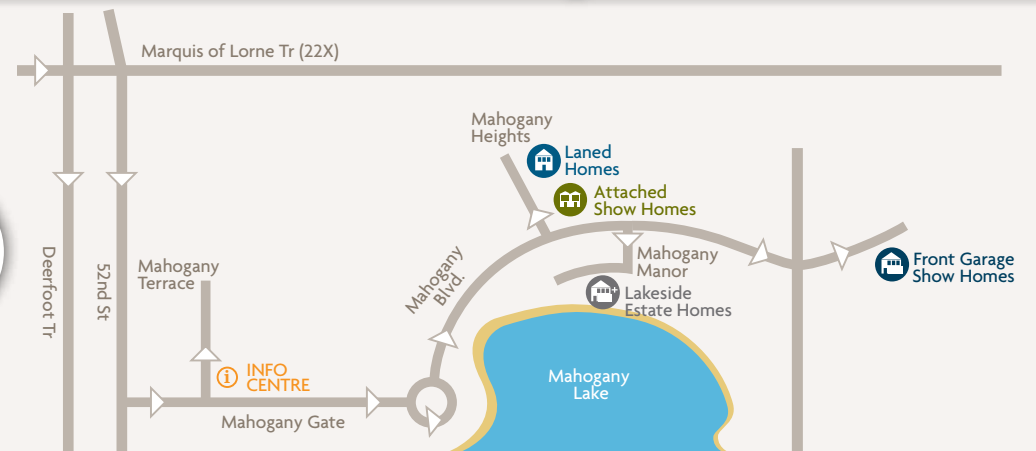 Marquis of Lorne Tr (22X)
Mahogany
Heights
Laned
Homes
Attached
Show Homes
Mahogany
Manor
Front Garage
Show Homes
Lakeside
Estate Homes
Deerfoot Tr
52nd St
Mahogany
Terrace
Mahogany
Blvd.
i INFO
CENTRE
Mahogany
Lake
Mahogany Gate